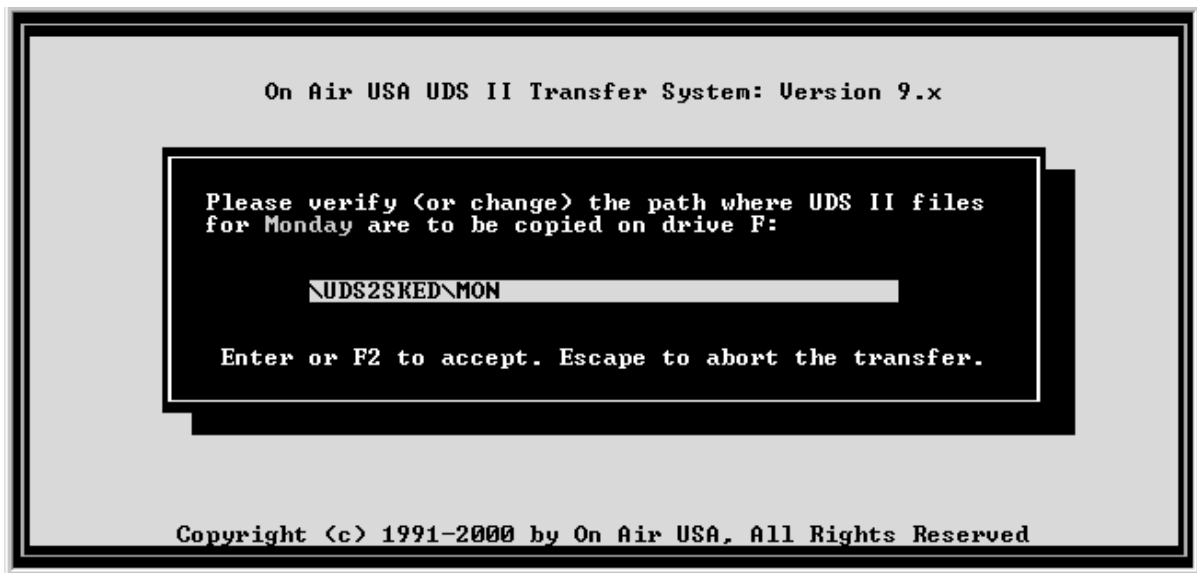 On Air USA UDS II Transfer System: Version 9.x
Please verify (or change) the path where UDS II files
for Monday are to be copied on drive F:
\UDS2SKED\MON
Enter or F2 to accept. Escape to abort the transfer.
Copyright (c) 1991-2000 by On Air USA, All Rights Reserved